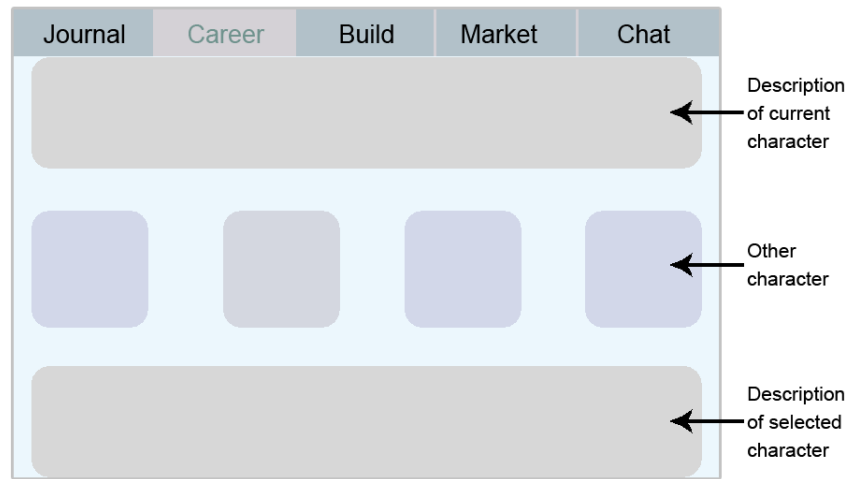 Journal Career Build Market Chat
Description
of current
character
Other
character
Description
of selected
character